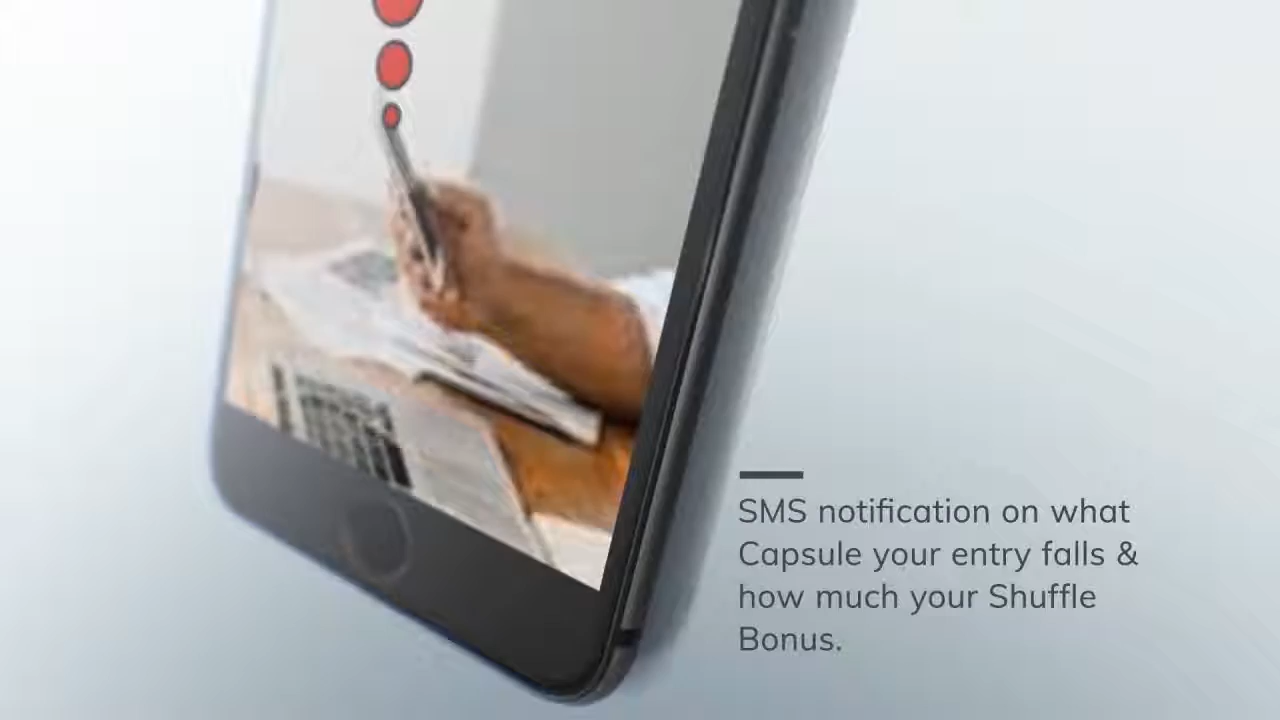 SMS notification on what
Capsule your entry falls &
how much your Shuffle
Bonus.